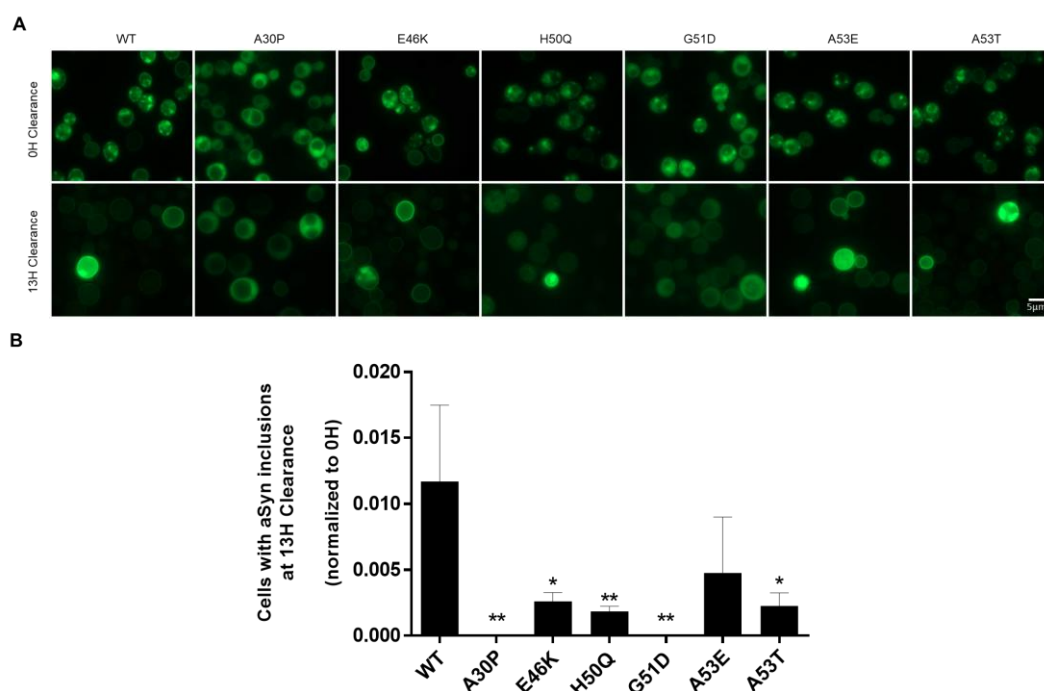 A
WT A30P E46K H50Q G51D A53E A53T
0H Clearance
13H Clearance
5µm
B
Cells with aSyn inclusions
at 13H Clearance
(normalized to 0H)
0.020
0.015
0.010
0.005
0.000
** * ** ** *
WT A30P E46K H50Q G51D A53E A53T